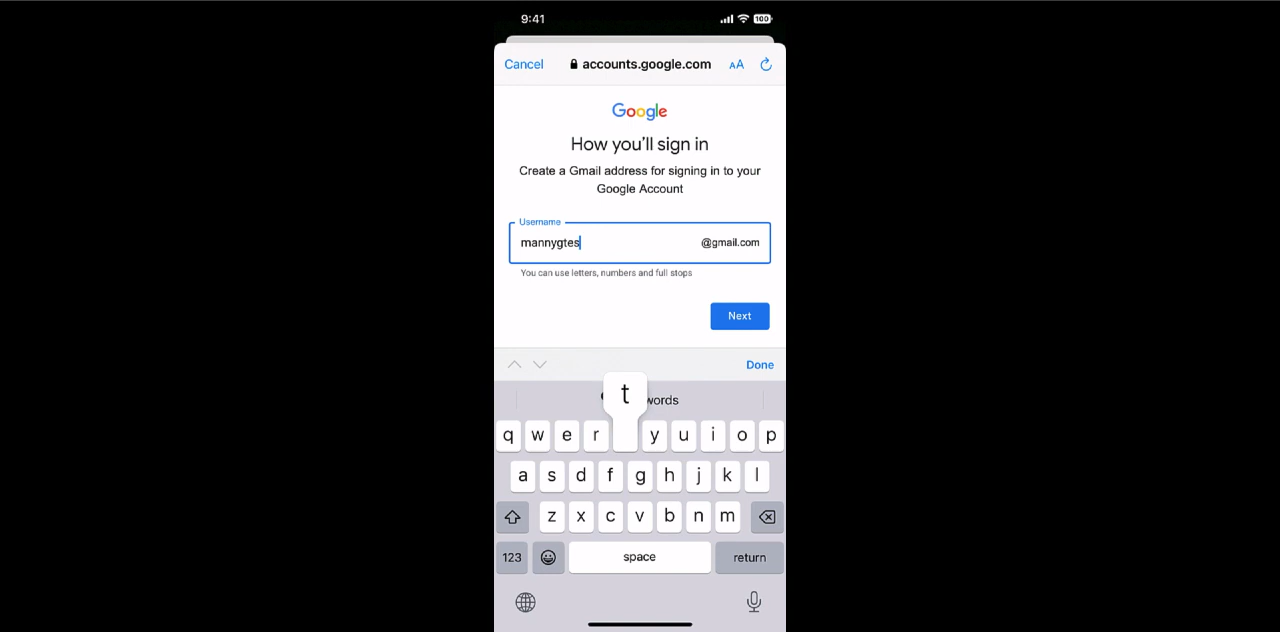 9:41
100
Cancel accounts.google.com AA
Google
How you'll sign in
Create a Gmail address for signing in to your
Google Account
Username
mannygtes @gmail.com
You can use letters, numbers and full stops
Next
Done
t
words
q w e r y u i o p
a s d f g h j k l
z x c v b n m
123 space return